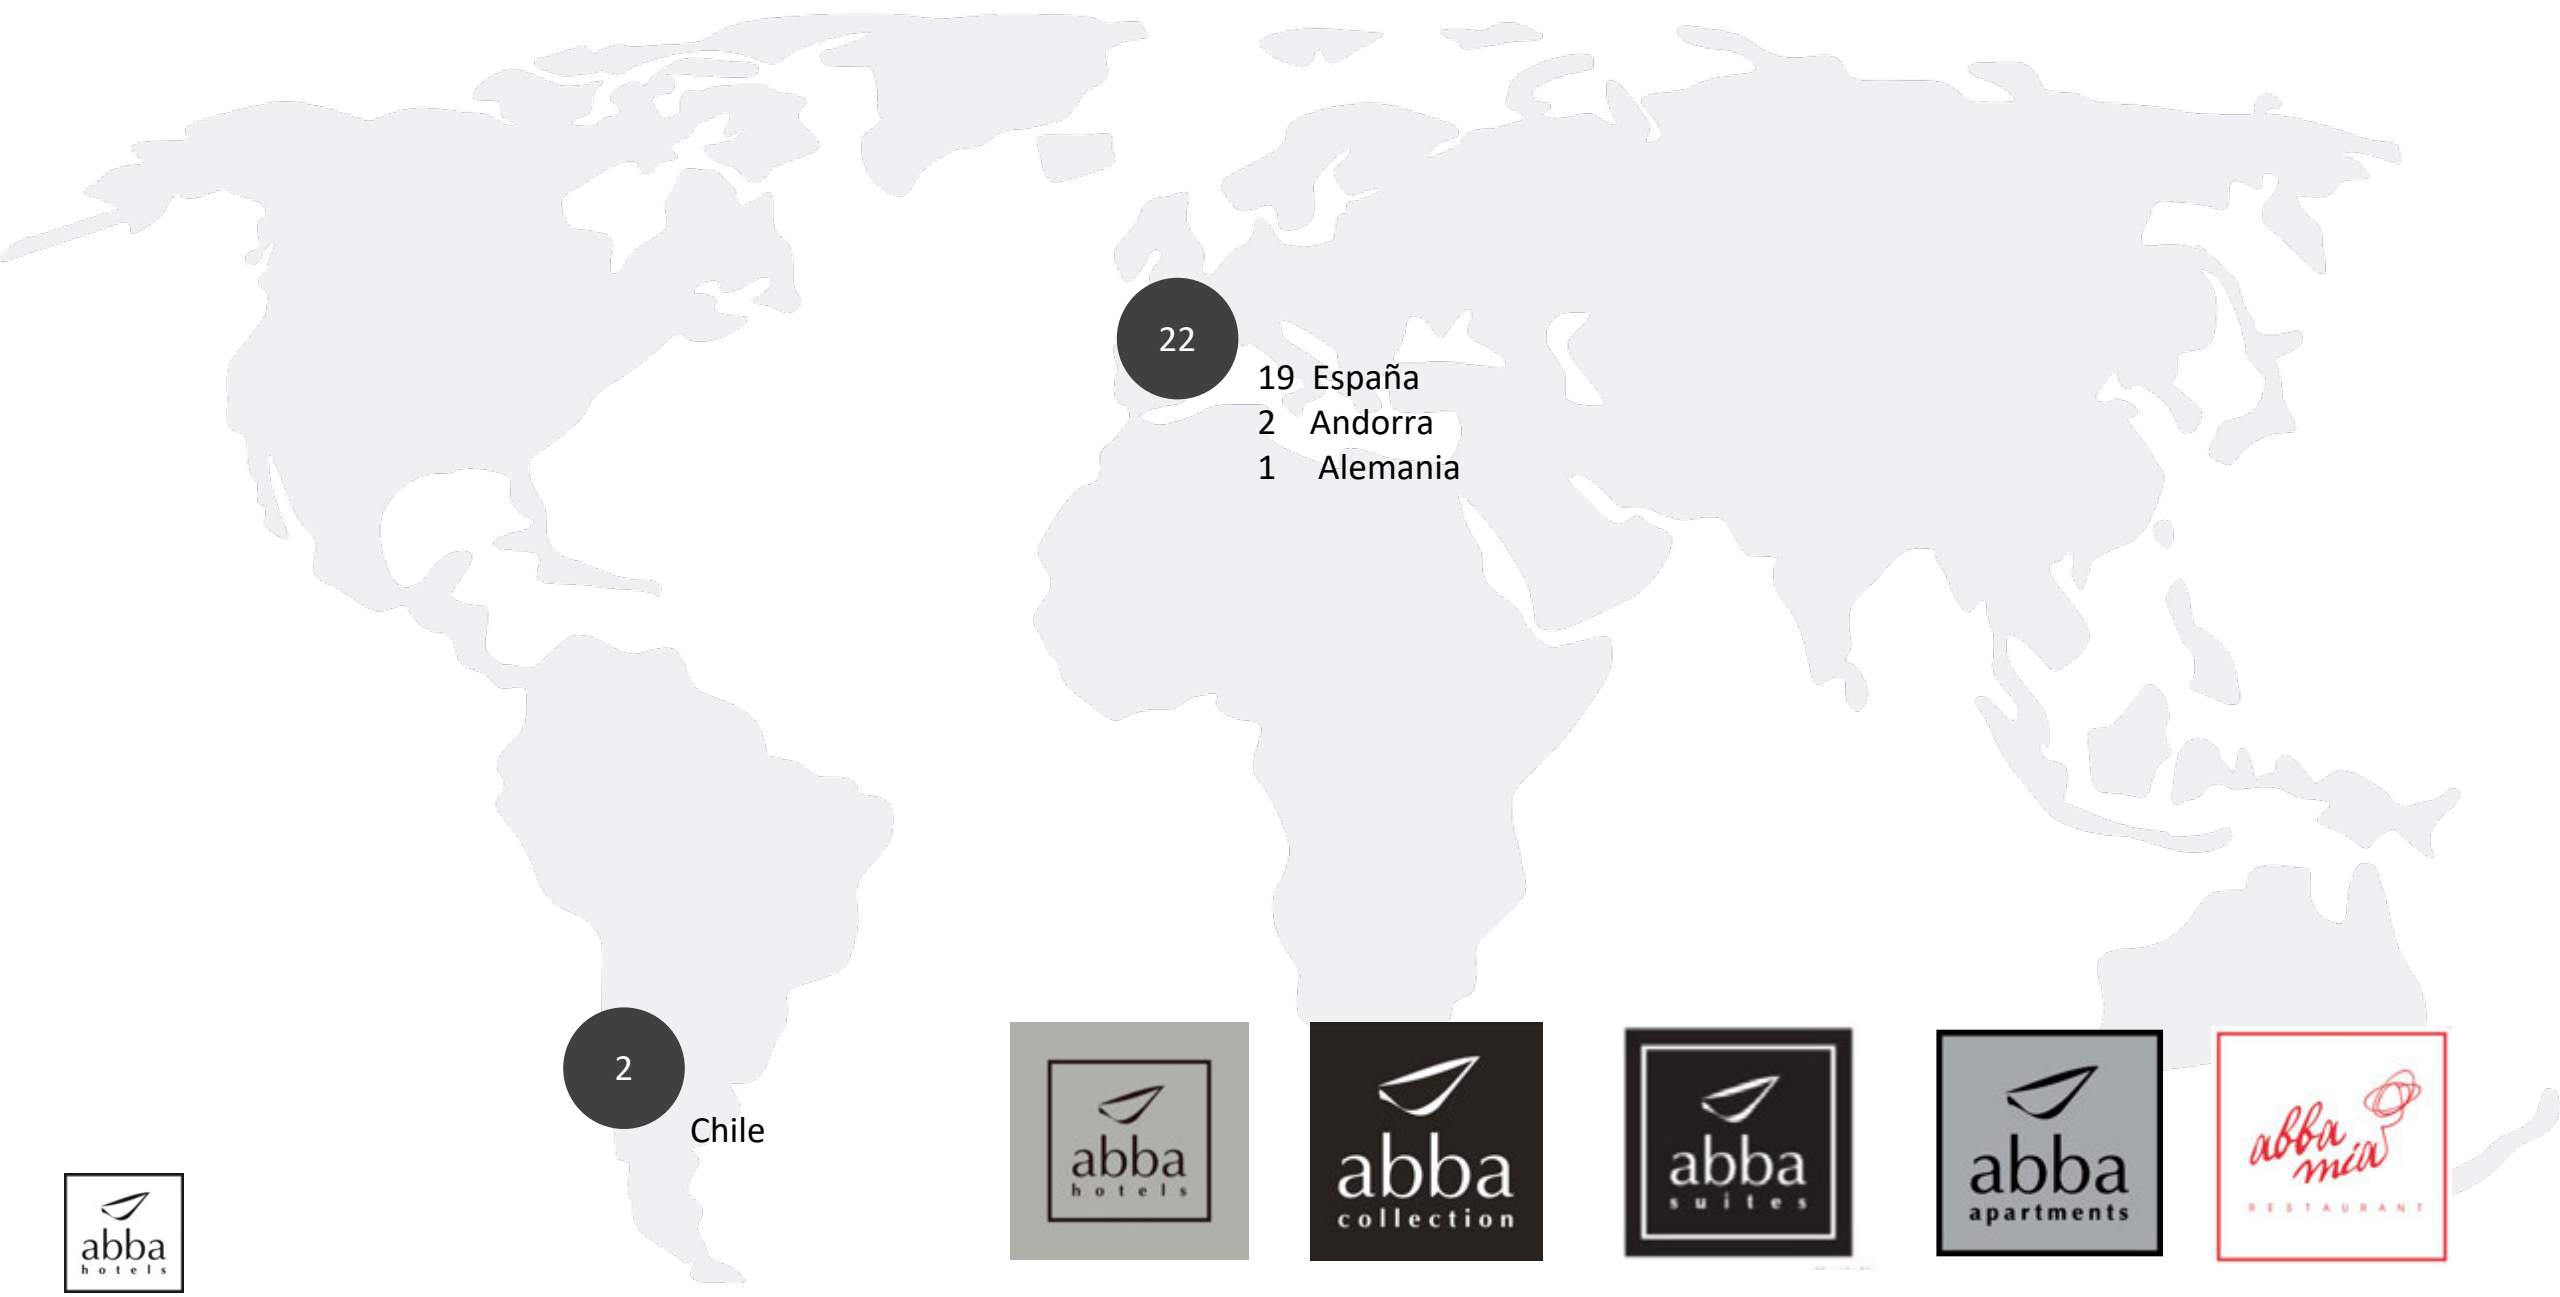 22
19 España
2 Andorra
1 Alemania
2
Chile
abba
hotels
abba
hotels
abba
collection
abba
suites
abba
apartments
abba
mia
RESTAURANT